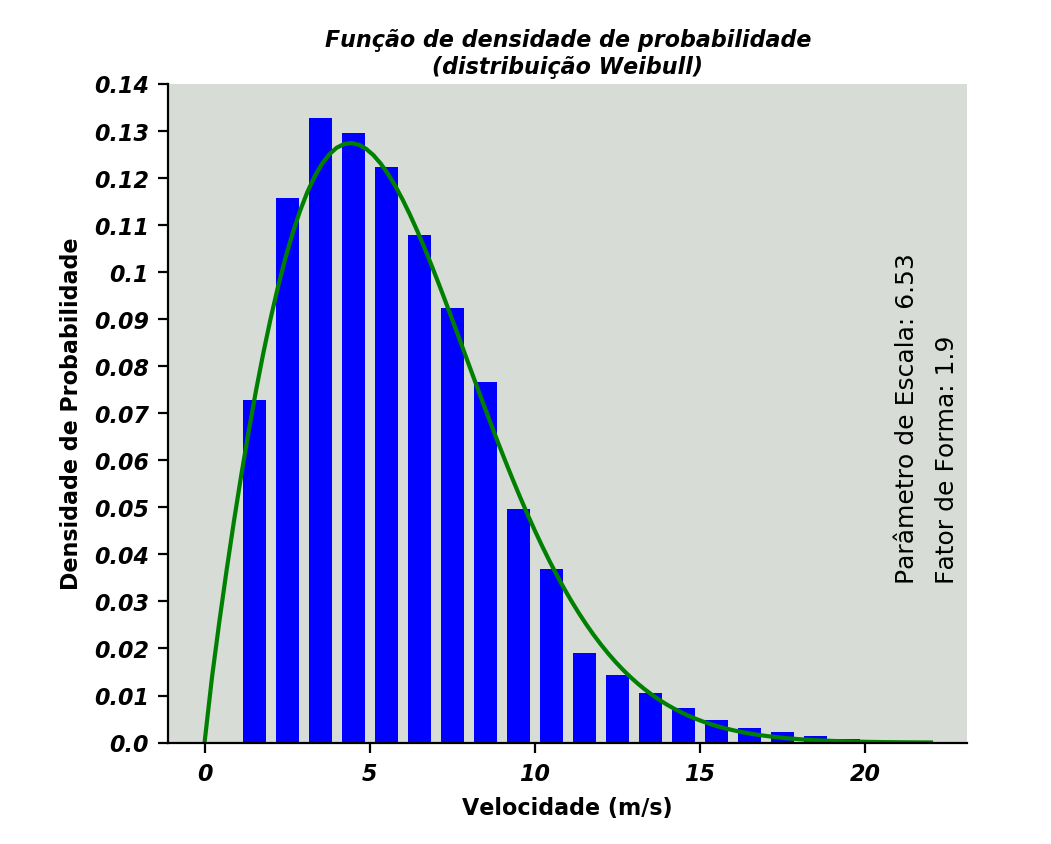 Função de densidade de probabilidade
(distribuição Weibull)
0.14
0.13
0.12
0.11
0.1
0.09
0.08
0.07
0.06
0.05
0.04
0.03
0.02
0.01
0.0
Densidade de Probabilidade
Parâmetro de Escala: 6.53
Fator de Forma: 1.9
0 5 10 15 20
Velocidade (m/s)